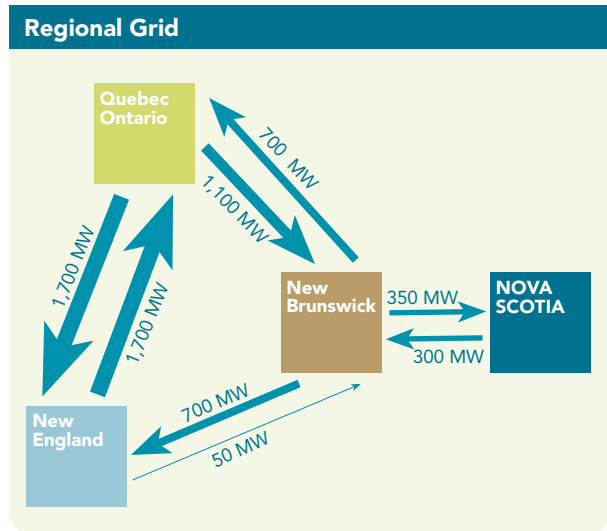 Regional Grid
Quebec
Ontario
700 MW
1,100 MW
1,700 MW
1,700 MW
New
Brunswick
350 MW
NOVA
SCOTIA
300 MW
700 MW
50 MW
New
England